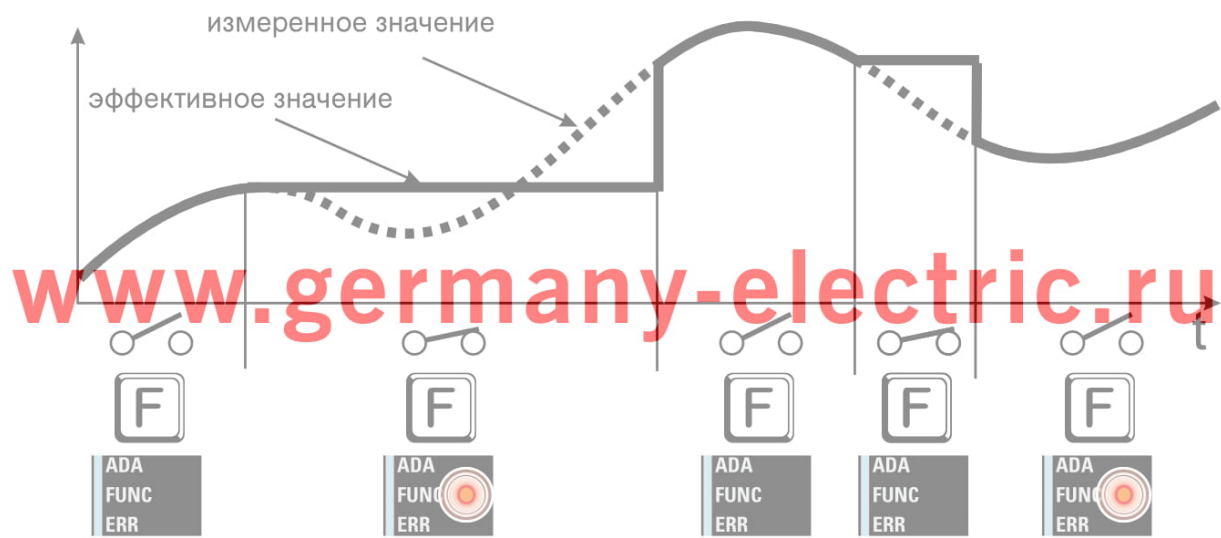 измеренное значение
эффективное значение
www.germany-electric.ru
t
F F F F F
ADA ADA ADA ADA ADA
FUNC FUNC FUNC FUNC FUNC
ERR ERR ERR ERR ERR